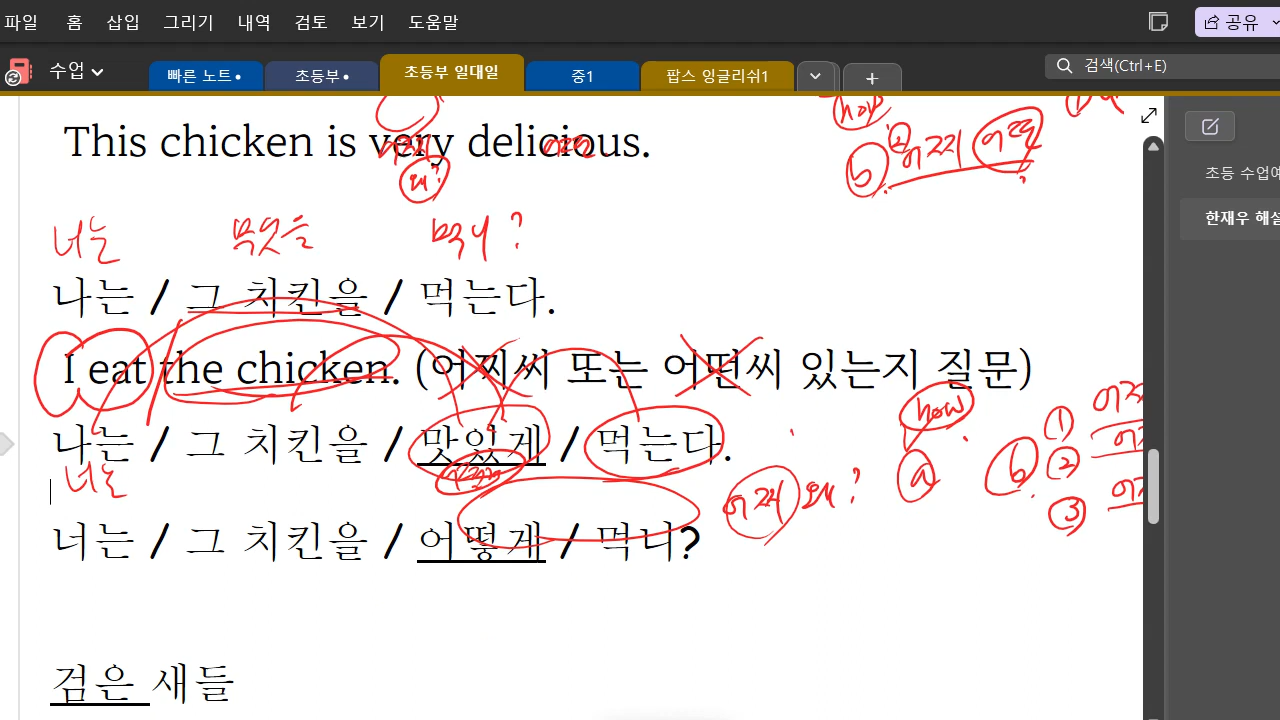 파일 홈 삽입 그리기 내역 검토 보기 도움말 공유
수업 빠른 노트 초등부 초등부 일대일 중1 팝스 잉글리쉬1 + 검색(Ctrl+E)
how
This chicken is very delicious.
왜?
b
초등 수업여
한재우 해설
너는 무엇을 먹니?
나는 / 그 치킨을 / 먹는다.
I eat the chicken. (어찌씨 또는 어떤씨 있는지 질문)
how
나는 / 그 치킨을 / 맛있게 / 먹는다.
a b ① ② ③
너는
어찌 왜?
너는 / 그 치킨을 / 어떻게 / 먹니?
검은 새들